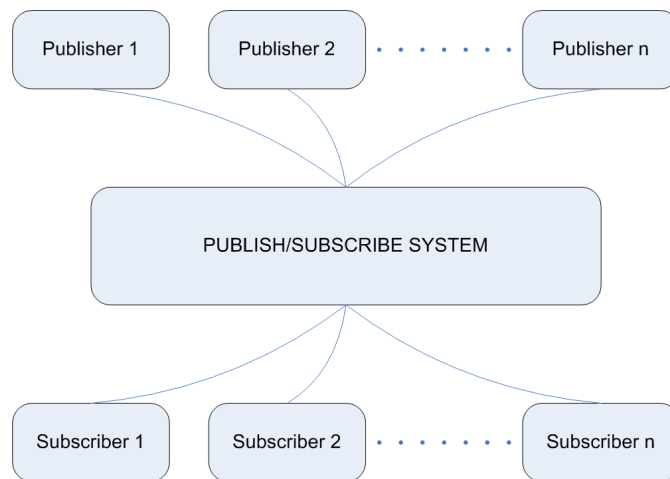 Publisher 1
Publisher 2
Publisher n
PUBLISH/SUBSCRIBE SYSTEM
Subscriber 1
Subscriber 2
Subscriber n